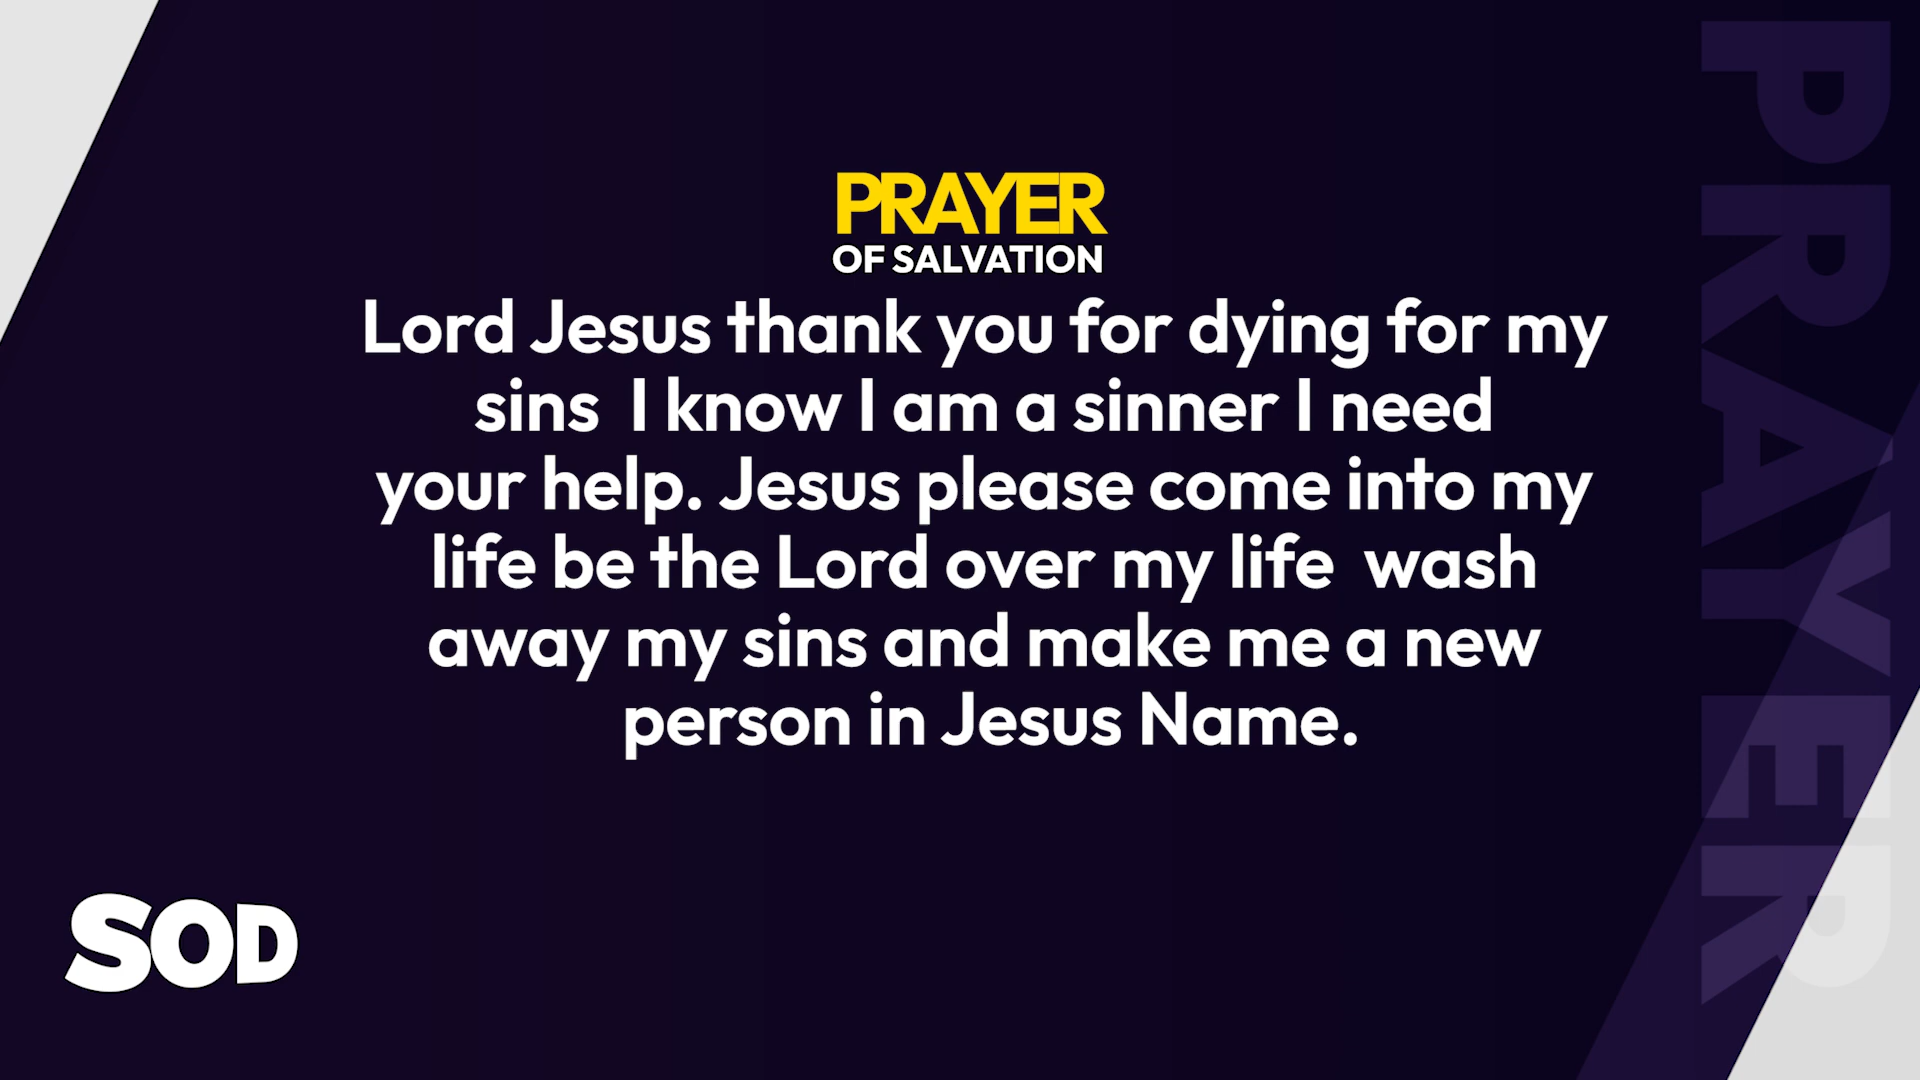 PRAYER
OF SALVATION
Lord Jesus thank you for dying for my
sins  I know I am a sinner I need
your help. Jesus please come into my
life be the Lord over my life  wash
away my sins and make me a new
person in Jesus Name.
SOD
PRAYER